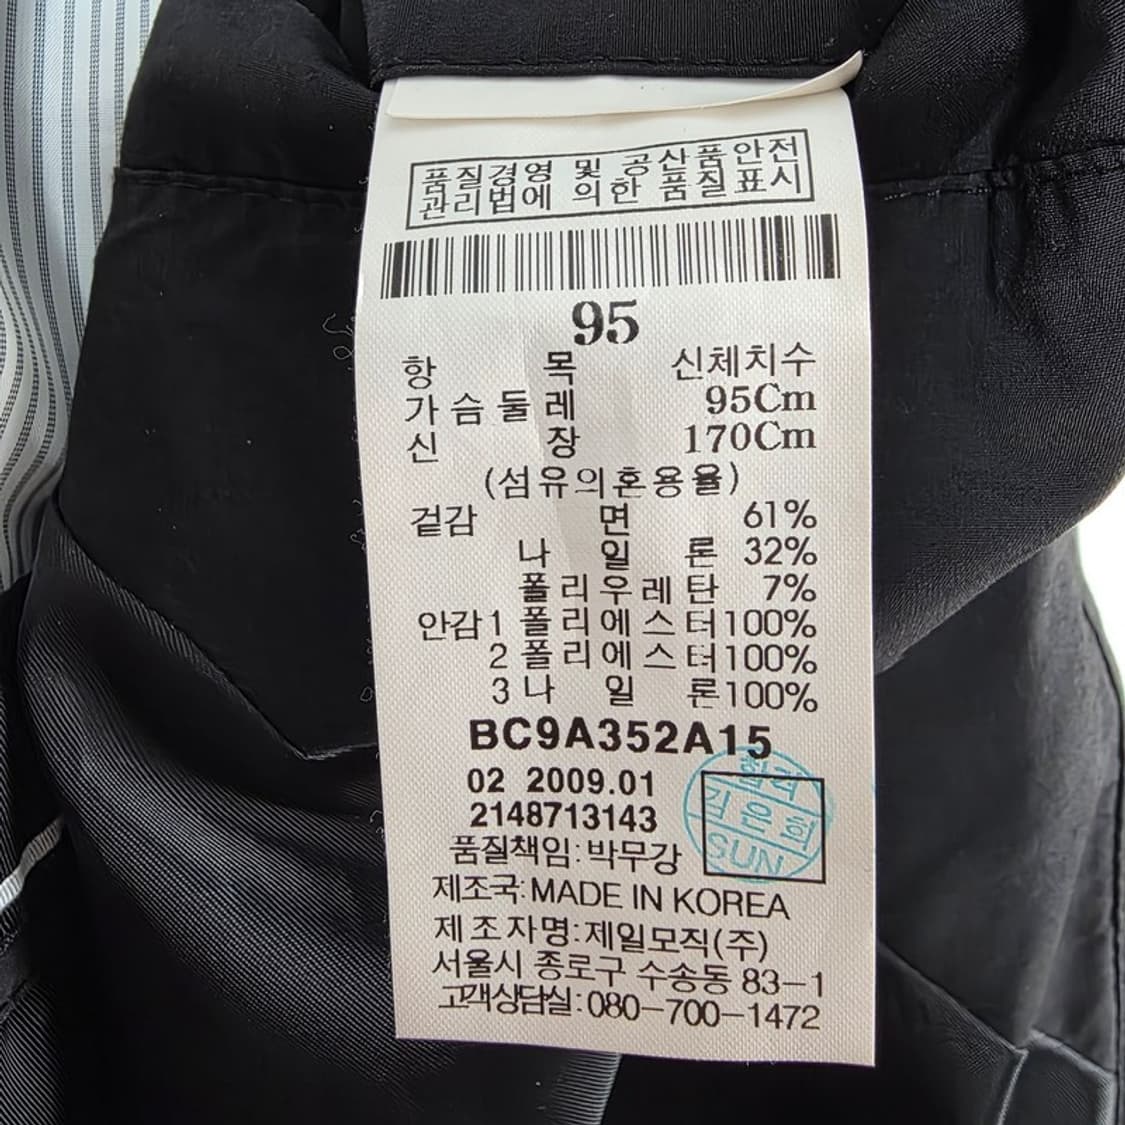 품질경영 및 공산품안전
관리법에 의한 품질표시
95
항 목 신체치수
가슴둘레 95Cm
신 장 170Cm
(섬유의혼용율)
겉감 면 61%
나 일 론 32%
폴리우레탄 7%
안감1 폴리에스터100%
2 폴리에스터100%
3 나 일 론100%
BC9A352A15
02 2009.01
2148713143
합격
김은희
SUN
품질책임:박무강
제조국:MADE IN KOREA
제조자명:제일모직(주)
서울시 종로구 수송동 83-1
고객상담실:080-700-1472